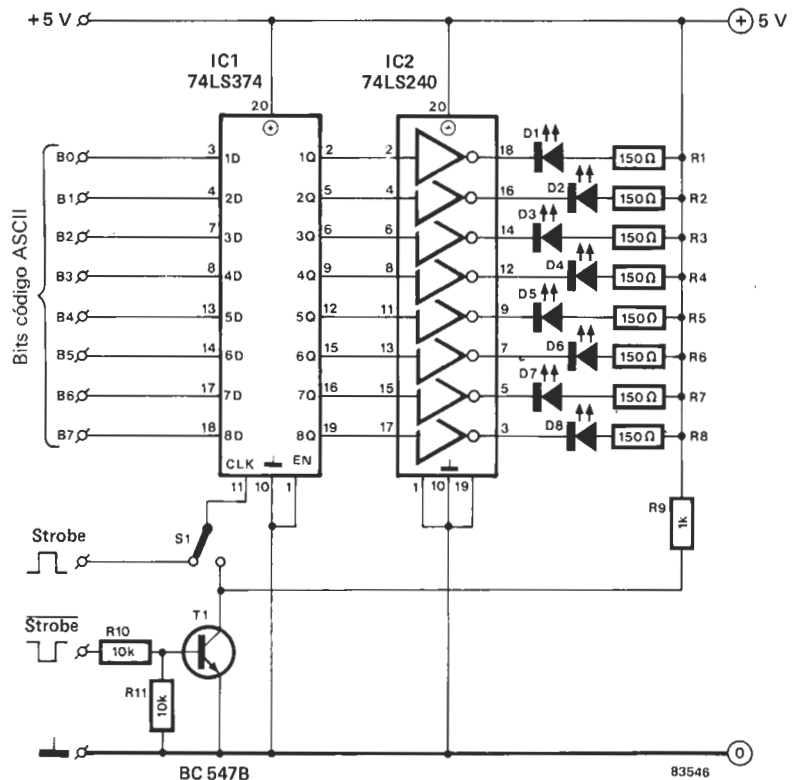 +5 V
5 V
IC1
74LS374
IC2
74LS240
20
20
Bits código ASCII
B0
3
1D
1Q
2
2
18
D1
150Ω
R1
B1
4
2D
2Q
5
4
16
D2
150Ω
R2
B2
7
3D
3Q
6
6
14
D3
150Ω
R3
B3
8
4D
4Q
9
8
12
D4
150Ω
R4
B4
13
5D
5Q
12
11
9
D5
150Ω
R5
B5
14
6D
6Q
15
13
7
D6
150Ω
R6
B6
17
7D
7Q
16
15
5
D7
150Ω
R7
B7
18
8D
8Q
19
17
3
D8
150Ω
R8
CLK
EN
11
10
1
1
10
19
R9
1k
Strobe
S1
Strobe
R10
10k
T1
R11
10k
BC 547B
0
83546